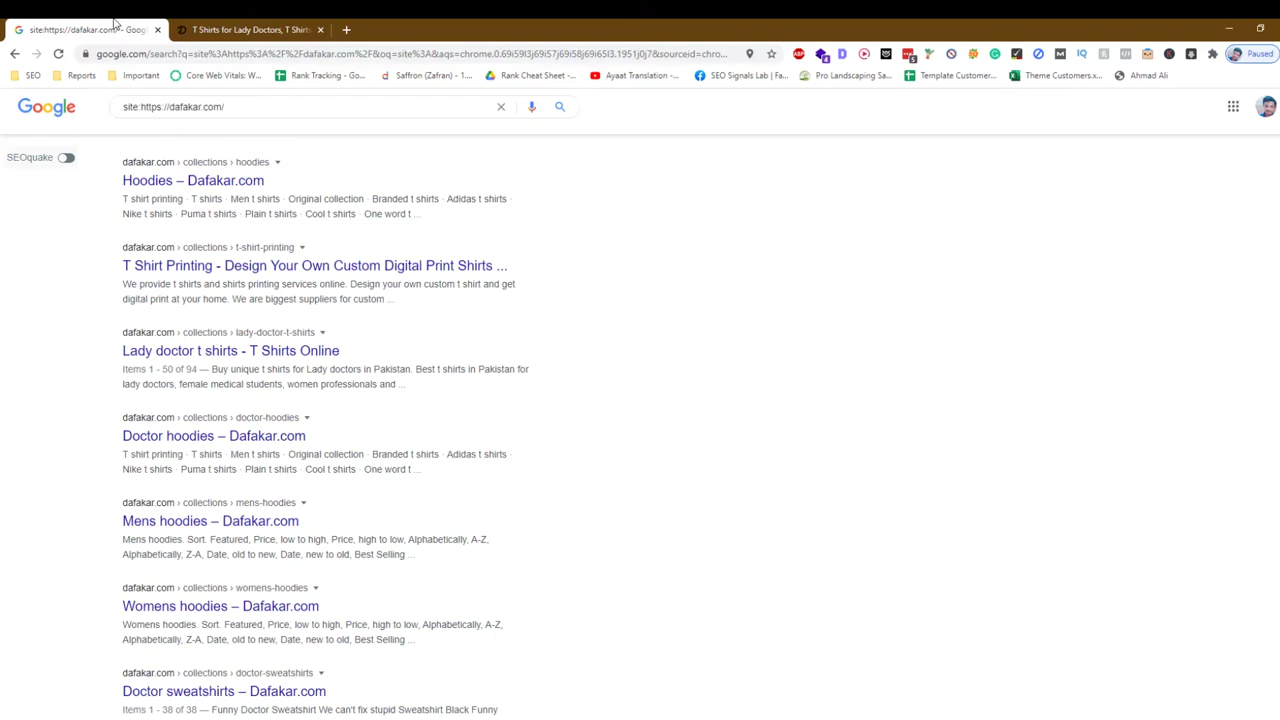 site:https://dafakar.com/ - Goog
T Shirts for Lady Doctors, T Shirts
google.com/search?q=site%3Ahttps%3A%2F%2Fdafakar.com%2F&oq=site&aqs=chrome.0.69i59l3j69i57j69i58j69i65l3.1951j0j7&sourceid=chro...
Paused
SEO
Reports
Important
Core Web Vitals: W...
Rank Tracking - Go...
Saffron (Zafran) - 1....
Rank Cheat Sheet -...
Ayaat Translation -...
SEO Signals Lab | Fa...
Pro Landscaping Sa...
Template Customer...
Theme Customers.x...
Ahmad Ali
Google
site:https://dafakar.com/
SEOquake
dafakar.com › collections › hoodies
Hoodies – Dafakar.com
T shirt printing · T shirts · Men t shirts · Original collection · Branded t shirts · Adidas t shirts ·
Nike t shirts · Puma t shirts · Plain t shirts · Cool t shirts · One word t ...
dafakar.com › collections › t-shirt-printing
T Shirt Printing - Design Your Own Custom Digital Print Shirts ...
We provide t shirts and shirts printing services online. Design your own custom t shirt and get
digital print at your home. We are biggest suppliers for custom ...
dafakar.com › collections › lady-doctor-t-shirts
Lady doctor t shirts - T Shirts Online
Items 1 - 50 of 94 — Buy unique t shirts for Lady doctors in Pakistan. Best t shirts in Pakistan for
lady doctors, female medical students, women professionals and ...
dafakar.com › collections › doctor-hoodies
Doctor hoodies – Dafakar.com
T shirt printing · T shirts · Men t shirts · Original collection · Branded t shirts · Adidas t shirts ·
Nike t shirts · Puma t shirts · Plain t shirts · Cool t shirts · One word t ...
dafakar.com › collections › mens-hoodies
Mens hoodies – Dafakar.com
Mens hoodies. Sort. Featured, Price, low to high, Price, high to low, Alphabetically, A-Z,
Alphabetically, Z-A, Date, old to new, Date, new to old, Best Selling ...
dafakar.com › collections › womens-hoodies
Womens hoodies – Dafakar.com
Womens hoodies. Sort. Featured, Price, low to high, Price, high to low, Alphabetically, A-Z,
Alphabetically, Z-A, Date, old to new, Date, new to old, Best Selling ...
dafakar.com › collections › doctor-sweatshirts
Doctor sweatshirts – Dafakar.com
Items 1 - 38 of 38 — Funny Doctor Sweatshirt We can't fix stupid Sweatshirt Black Funny